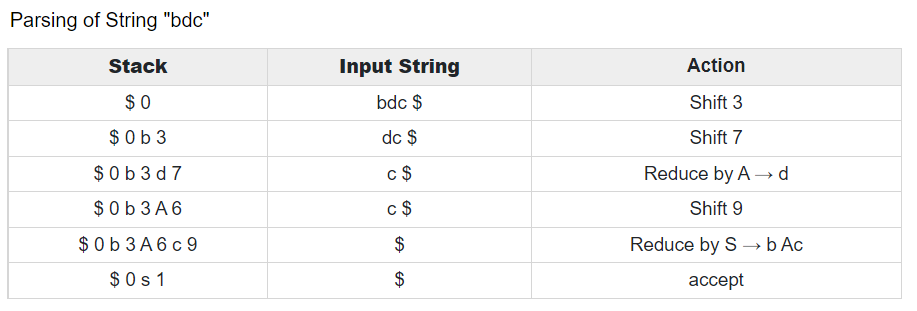 Parsing of String "bdc"
Stack Input String Action
$ 0 bdc $ Shift 3
$ 0 b 3 dc $ Shift 7
$ 0 b 3 d 7 c $ Reduce by A → d
$ 0 b 3 A 6 c $ Shift 9
$ 0 b 3 A 6 c 9 $ Reduce by S → b Ac
$ 0 s 1 $ accept